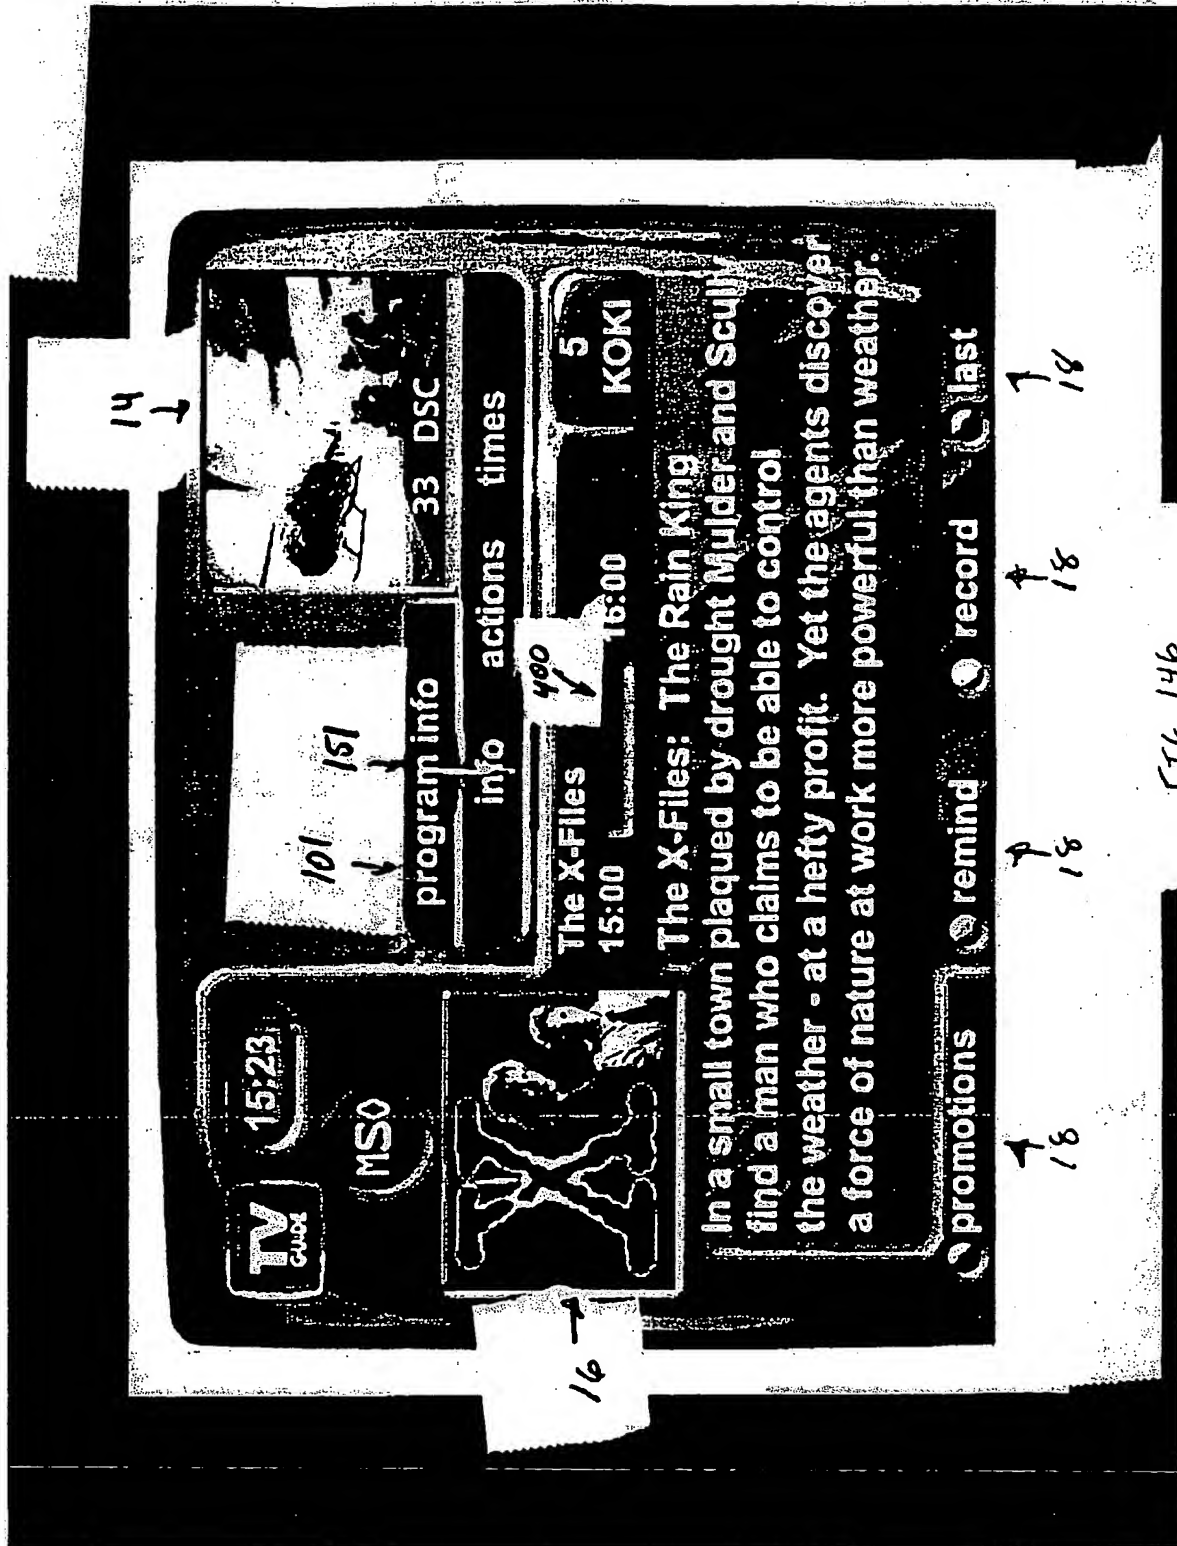 14
101
151
TV
GUIDE
15:23
MSO
program info
33 DSC
info actions times
400
16
The X-Files
15:00 16:00
5
KOKI
The X-Files: The Rain King
In a small town plaqued by drought Mulder and Scully
find a man who claims to be able to control
the weather - at a hefty profit. Yet the agents discover
a force of nature at work more powerful than weather.
promotions remind record last
18 18 18 18
FIG 146